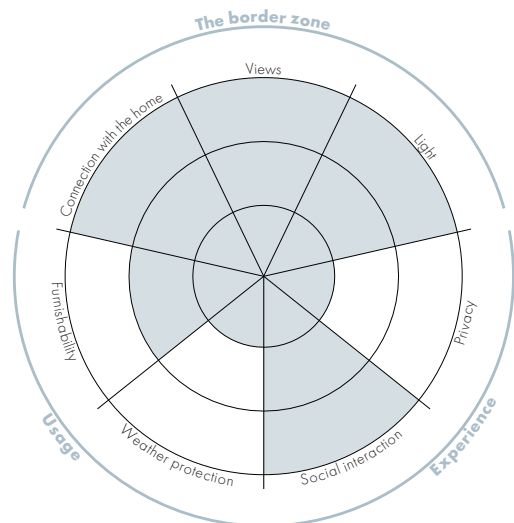 The border zone
Views
Connection with the home
Light
Furnishability
Privacy
Weather protection
Social interaction
Usage
Experience